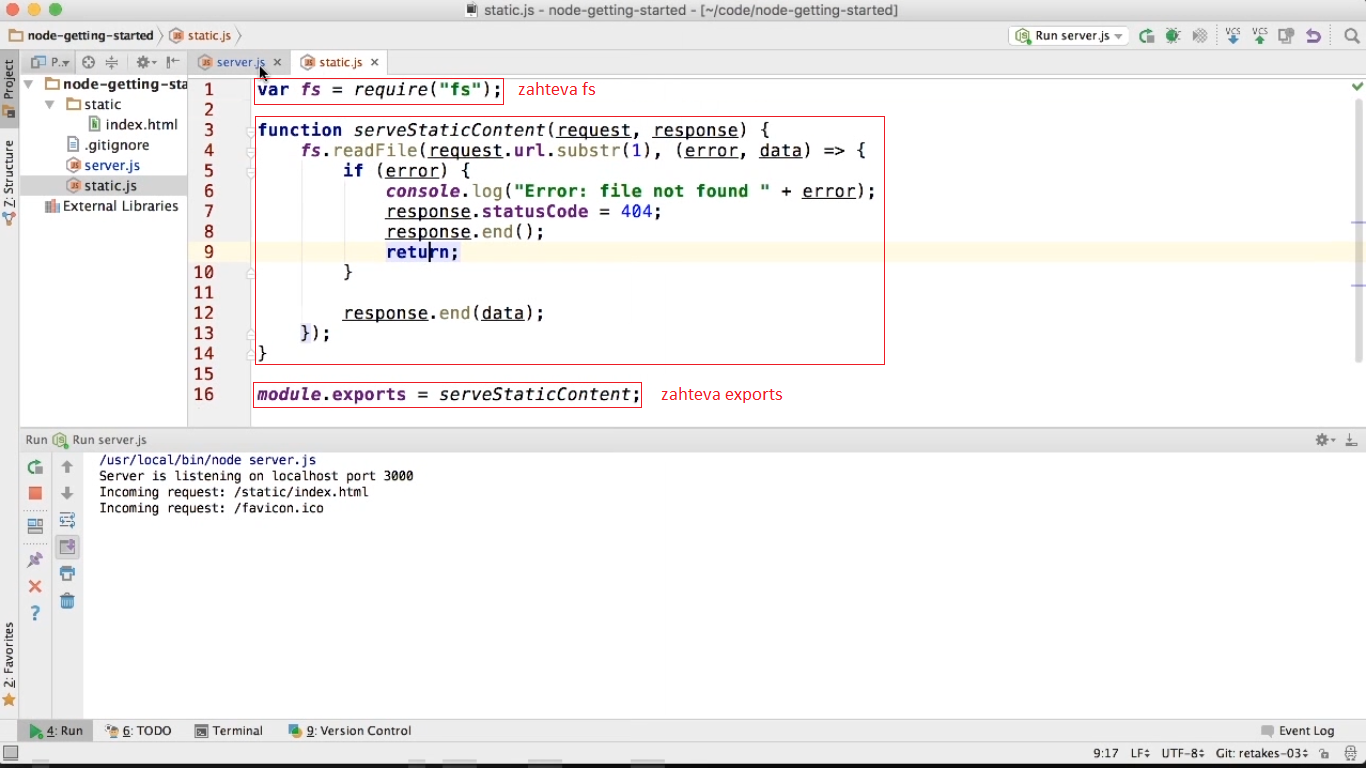 static.js - node-getting-started - [~/code/node-getting-started]
node-getting-started static.js Run server.js VCS VCS
Project P.. server.js static.js
node-getting-sta
static
index.html
.gitignore
server.js
static.js
External Libraries
Z: Structure
2: Favorites
1 var fs = require("fs"); zahteva fs
2
3 function serveStaticContent(request, response) {
4 fs.readFile(request.url.substr(1), (error, data) => {
5 if (error) {
6 console.log("Error: file not found " + error);
7 response.statusCode = 404;
8 response.end();
9 return;
10 }
11
12 response.end(data);
13 });
14 }
15
16 module.exports = serveStaticContent; zahteva exports
Run Run server.js
/usr/local/bin/node server.js
Server is listening on localhost port 3000
Incoming request: /static/index.html
Incoming request: /favicon.ico
4: Run 6: TODO Terminal 9: Version Control Event Log
9:17 LF UTF-8 Git: retakes-03